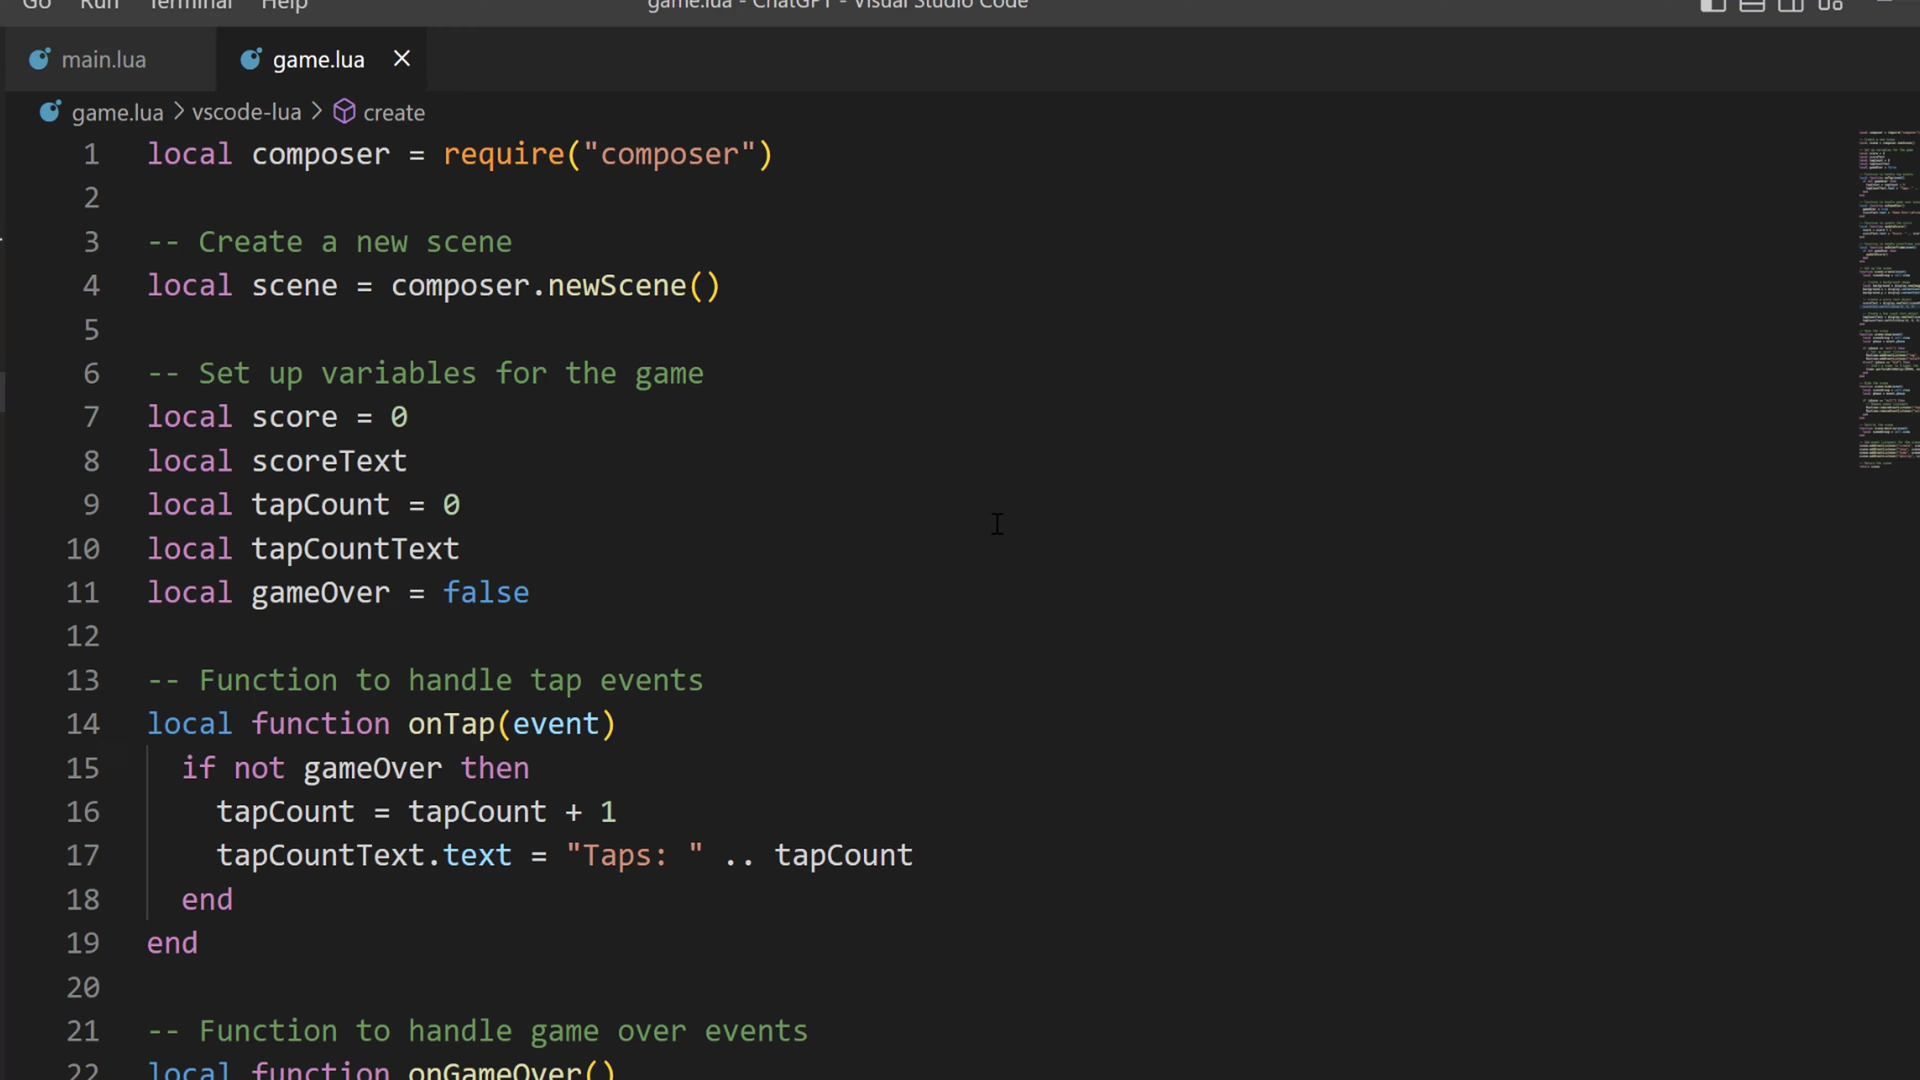 Go Run Terminal Help
game.lua - ChatGPT - Visual Studio Code
main.lua game.lua
game.lua > vscode-lua > create
1 local composer = require("composer")
2
3 -- Create a new scene
4 local scene = composer.newScene()
5
6 -- Set up variables for the game
7 local score = 0
8 local scoreText
9 local tapCount = 0
10 local tapCountText
11 local gameOver = false
12
13 -- Function to handle tap events
14 local function onTap(event)
15 if not gameOver then
16 tapCount = tapCount + 1
17 tapCountText.text = "Taps: " .. tapCount
18 end
19 end
20
21 -- Function to handle game over events
22 local function onGameOver()